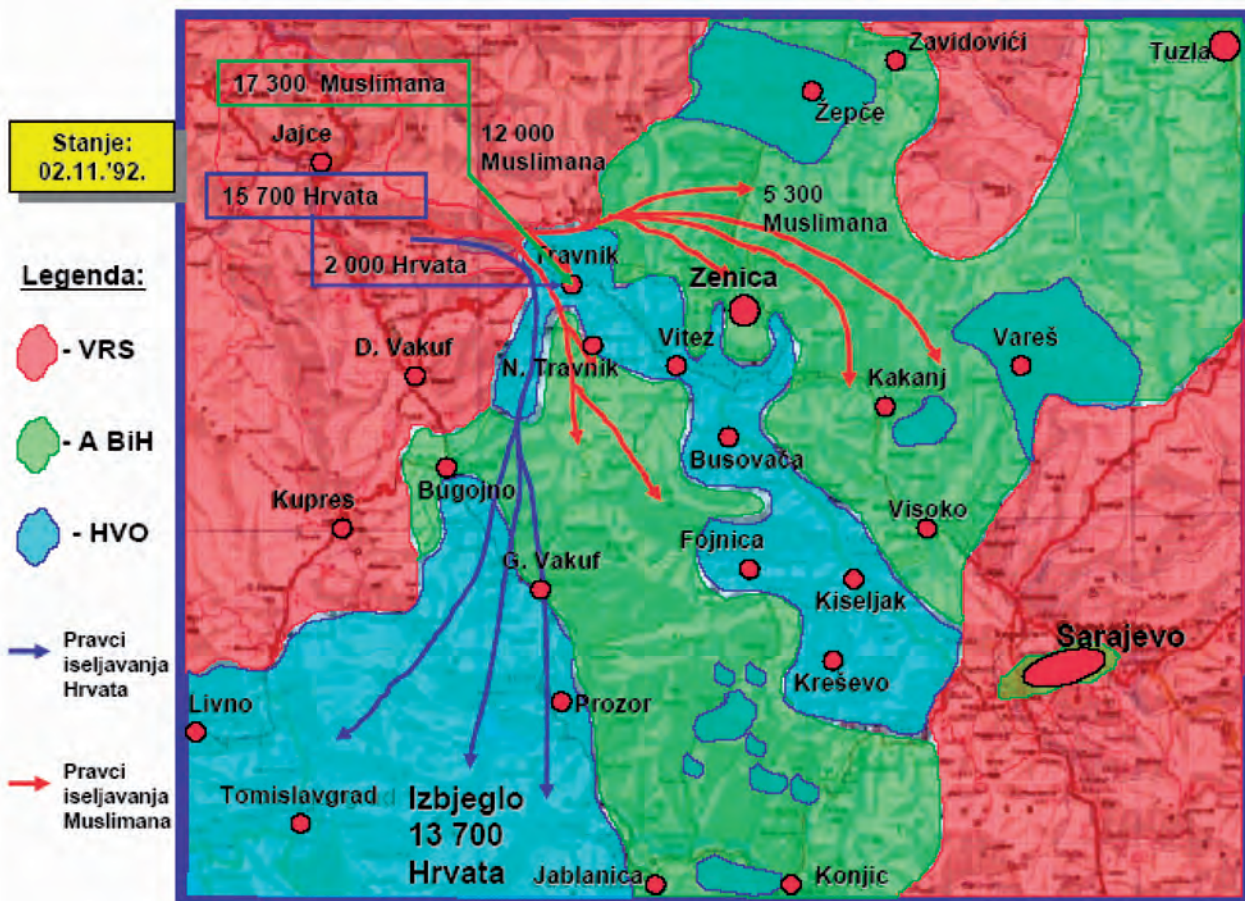 Stanje:
02.11.'92.
Legenda:
- VRS
- A BiH
- HVO
Pravci
iseljavanja
Hrvata
Pravci
iseljavanja
Muslimana
17 300 Muslimana
Jajce
15 700 Hrvata
2 000 Hrvata
12 000
Muslimana
5 300
Muslimana
Zavidovići
Tuzla
Žepče
Travnik
Zenica
D. Vakuf
N. Travnik
Vitez
Vareš
Kakanj
Busovača
Bugojno
Kupres
Visoko
Fojnica
G. Vakuf
Kiseljak
Sarajevo
Kreševo
Livno
Prozor
Tomislavgrad
Izbjeglo
13 700
Hrvata
Jablanica
Konjic